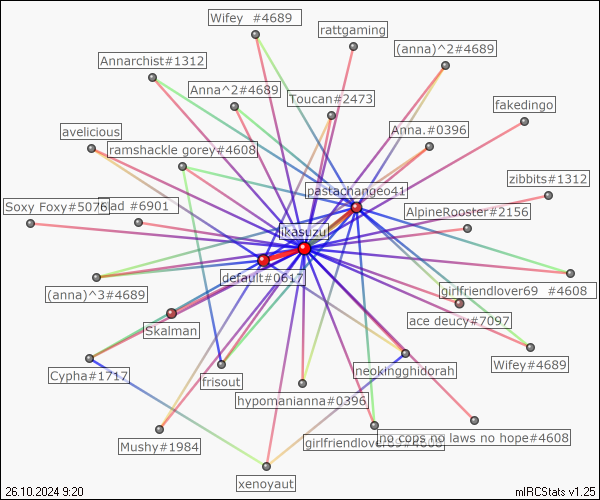 Wifey #4689
rattgaming
(anna)^2#4689
Annarchist#1312
Anna^2#4689
Toucan#2473
fakedingo
avelicious
Anna.#0396
ramshackle gorey#4608
zibbits#1312
pastachangeo41
Soxy Foxy#5076
#6901
AlpineRooster#2156
ikasuzu
default#0617
(anna)^3#4689
girlfriendlover69 #4608
ace deucy#7097
Skalman
Wifey#4689
Cypha#1717
frisout
neokingghidorah
hypomanianna#0396
Mushy#1984
no cops no laws no hope#4608
xenoyaut
26.10.2024 9:20
mIRCStats v1.25